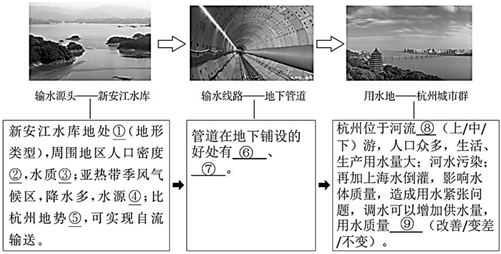 输水源头——新安江水库
输水线路——地下管道
用水地——杭州城市群
新安江水库地处①(地形
类型),周围地区人口密度
②,水质③;亚热带季风气
候区,降水多,水源④;比
杭州地势⑤,可实现自流
输送。
管道在地下铺设的
好处有⑥、
⑦。
杭州位于河流⑧(上/中/
下)游,人口众多,生活、
生产用水量大;河水污染;
再加上海水倒灌,影响水
体质量,造成用水紧张问
题,调水可以增加供水量,
用水质量⑨(改善/变差
/不变)。